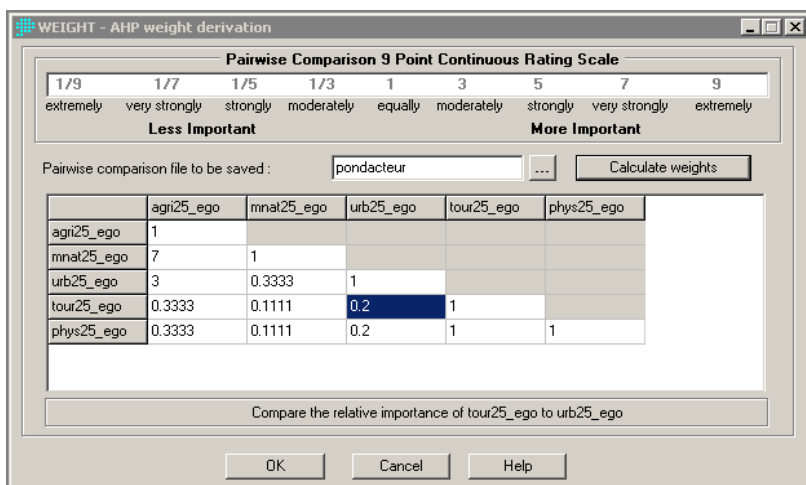 WEIGHT - AHP weight derivation
Pairwise Comparison 9 Point Continuous Rating Scale
1/9 1/7 1/5 1/3 1 3 5 7 9
extremely very strongly strongly moderately equally moderately strongly very strongly extremely
Less Important More Important
Pairwise comparison file to be saved : pondacteur ... Calculate weights
agri25_ego mnat25_ego urb25_ego tour25_ego phys25_ego
agri25_ego 1
mnat25_ego 7 1
urb25_ego 3 0.3333 1
tour25_ego 0.3333 0.1111 0.2 1
phys25_ego 0.3333 0.1111 0.2 1 1
Compare the relative importance of tour25_ego to urb25_ego
OK Cancel Help